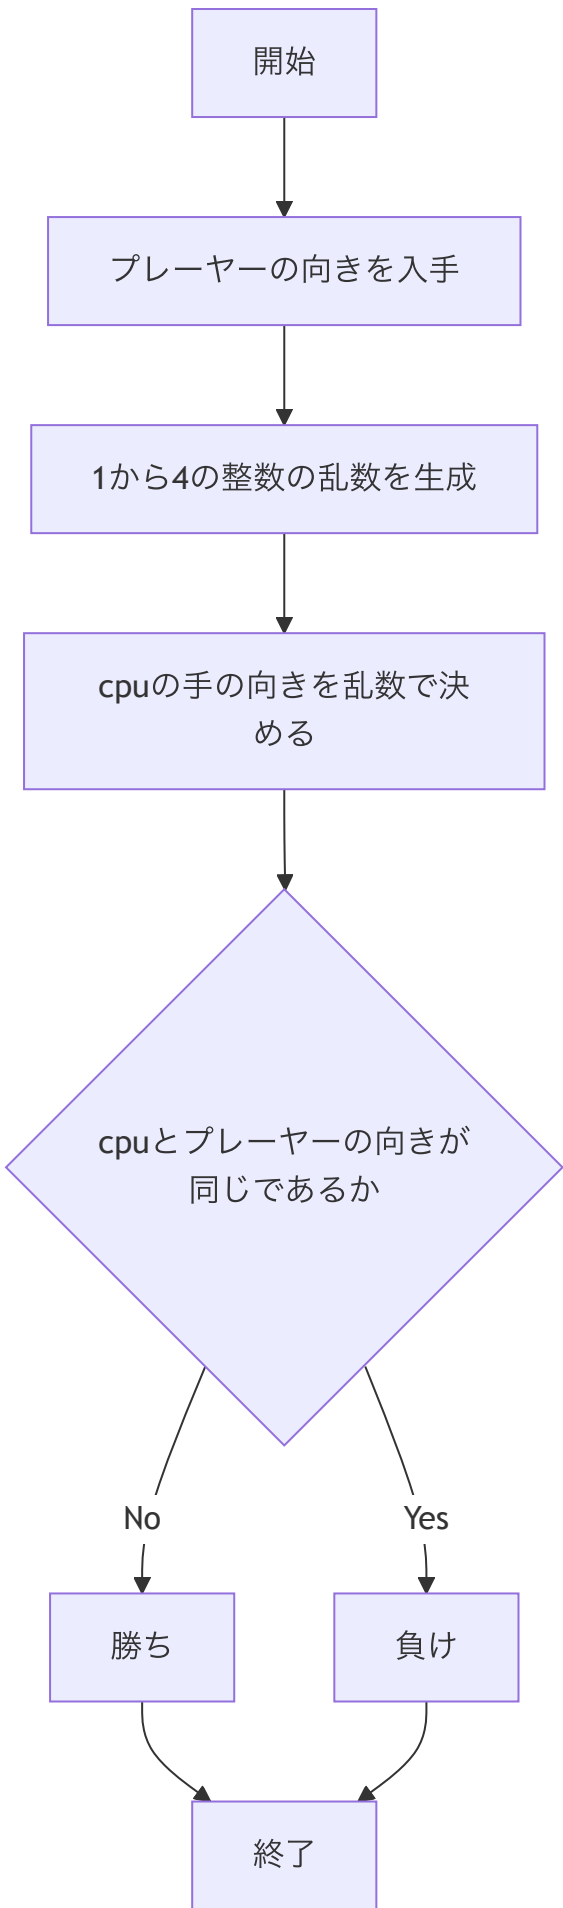 開始
プレーヤーの向きを入手
1から4の整数の乱数を生成
cpuの手の向きを乱数で決
める
cpuとプレーヤーの向きが
同じであるか
No
Yes
勝ち
負け
終了